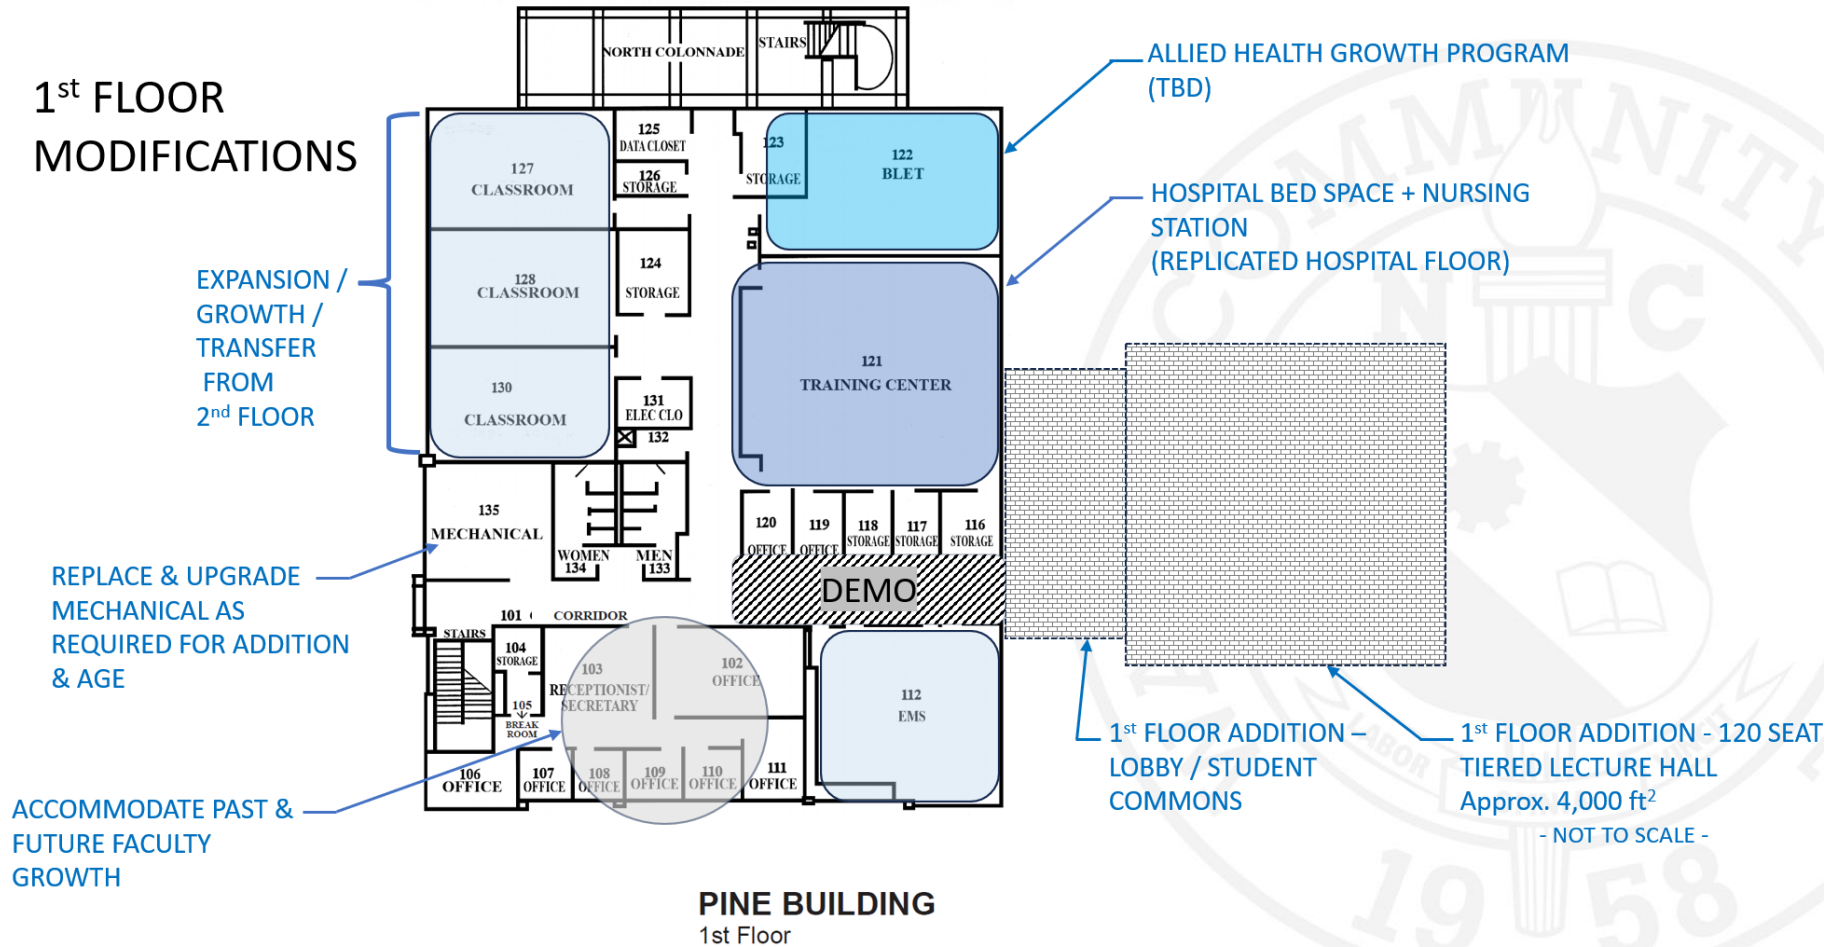 1st FLOOR
MODIFICATIONS
NORTH COLONNADE
STAIRS
ALLIED HEALTH GROWTH PROGRAM
(TBD)
HOSPITAL BED SPACE + NURSING
STATION
(REPLICATED HOSPITAL FLOOR)
EXPANSION /
GROWTH /
TRANSFER
FROM
2nd FLOOR
127
CLASSROOM
125
DATA CLOSET
126
STORAGE
123
STORAGE
122
BLET
128
CLASSROOM
124
STORAGE
130
CLASSROOM
131
ELEC CLO
132
121
TRAINING CENTER
135
MECHANICAL
WOMEN
134
MEN
133
120
OFFICE
119
OFFICE
118
STORAGE
117
STORAGE
116
STORAGE
DEMO
REPLACE & UPGRADE
MECHANICAL AS
REQUIRED FOR ADDITION
& AGE
101
CORRIDOR
STAIRS
104
STORAGE
103
RECEPTIONIST/
SECRETARY
102
OFFICE
105
BREAK
ROOM
112
EMS
106
OFFICE
107
OFFICE
108
OFFICE
109
OFFICE
110
OFFICE
111
OFFICE
ACCOMMODATE PAST &
FUTURE FACULTY
GROWTH
1st FLOOR ADDITION –
LOBBY / STUDENT
COMMONS
1st FLOOR ADDITION - 120 SEAT
TIERED LECTURE HALL
Approx. 4,000 ft2
- NOT TO SCALE -
PINE BUILDING
1st Floor
COMMUNITY
N C
LABOR
1958